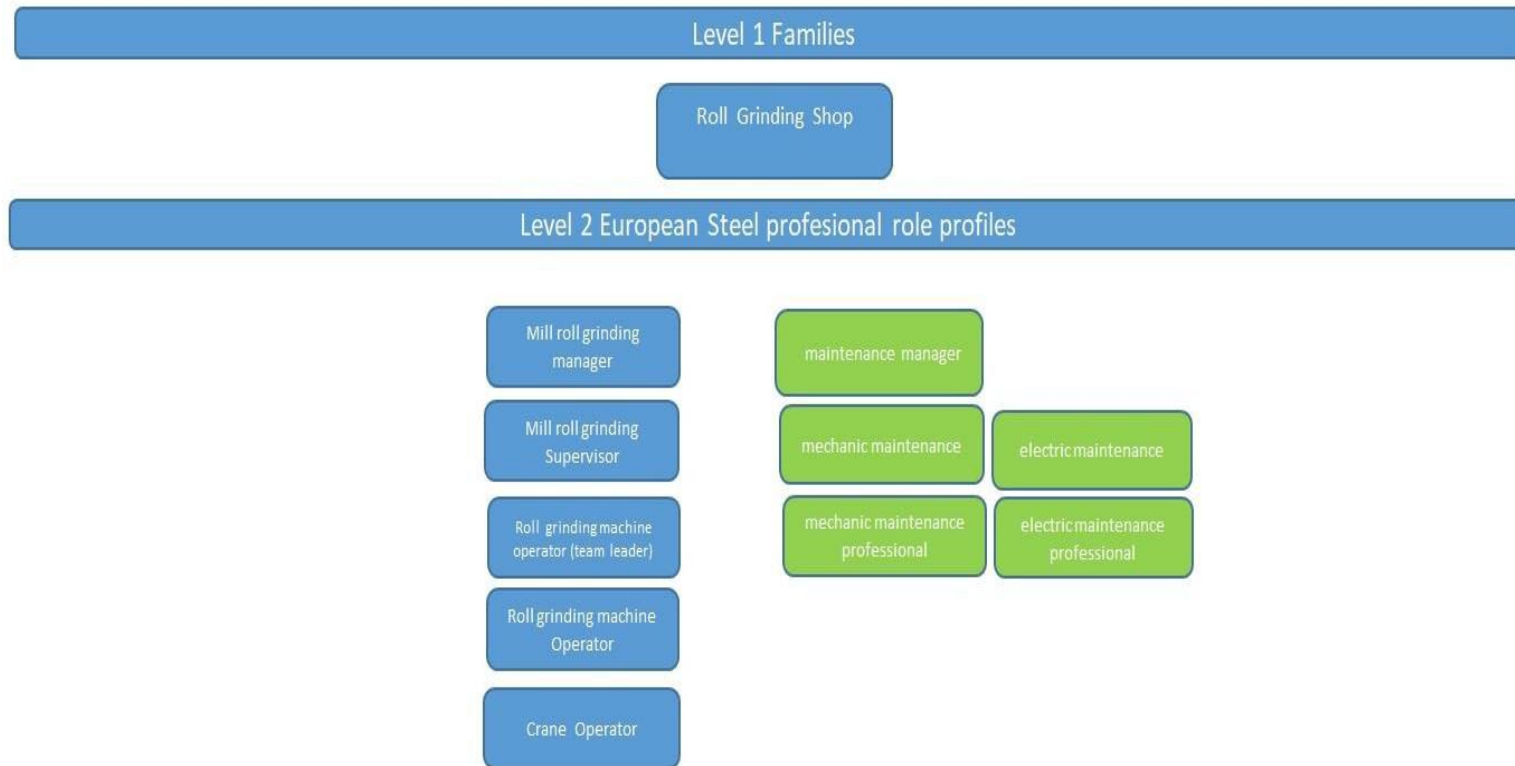 Level 1 Families
Roll Grinding Shop
Level 2 European Steel profesional role profiles
Mill roll grinding
manager
maintenance manager
Mill roll grinding
Supervisor
mechanic maintenance
electric maintenance
Roll grinding machine
operator (team leader)
mechanic maintenance
professional
electric maintenance
professional
Roll grinding machine
Operator
Crane Operator